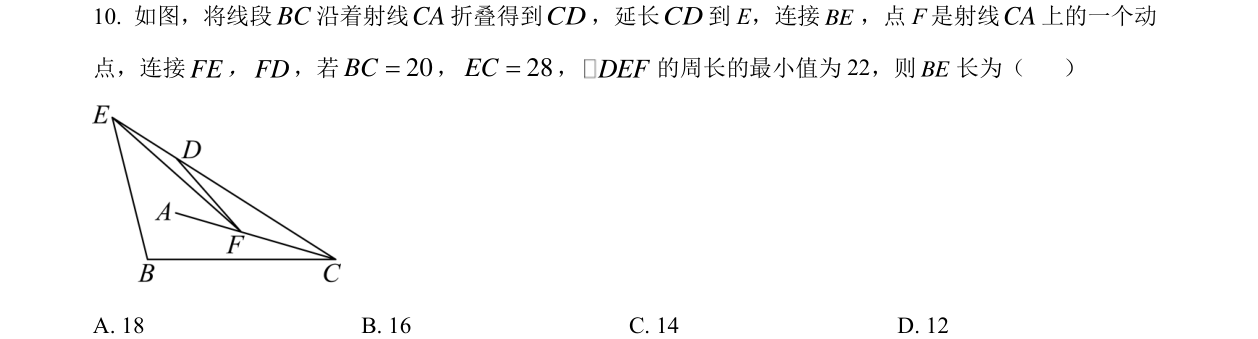 10. 如图，将线段BC沿着射线CA折叠得到CD，延长CD到E，连接BE，点F是射线CA上的一个动
点，连接FE，FD，若BC=20，EC=28，□DEF的周长的最小值为22，则BE长为（　　）
E
D
A
F
B
C
A. 18 B. 16 C. 14 D. 12